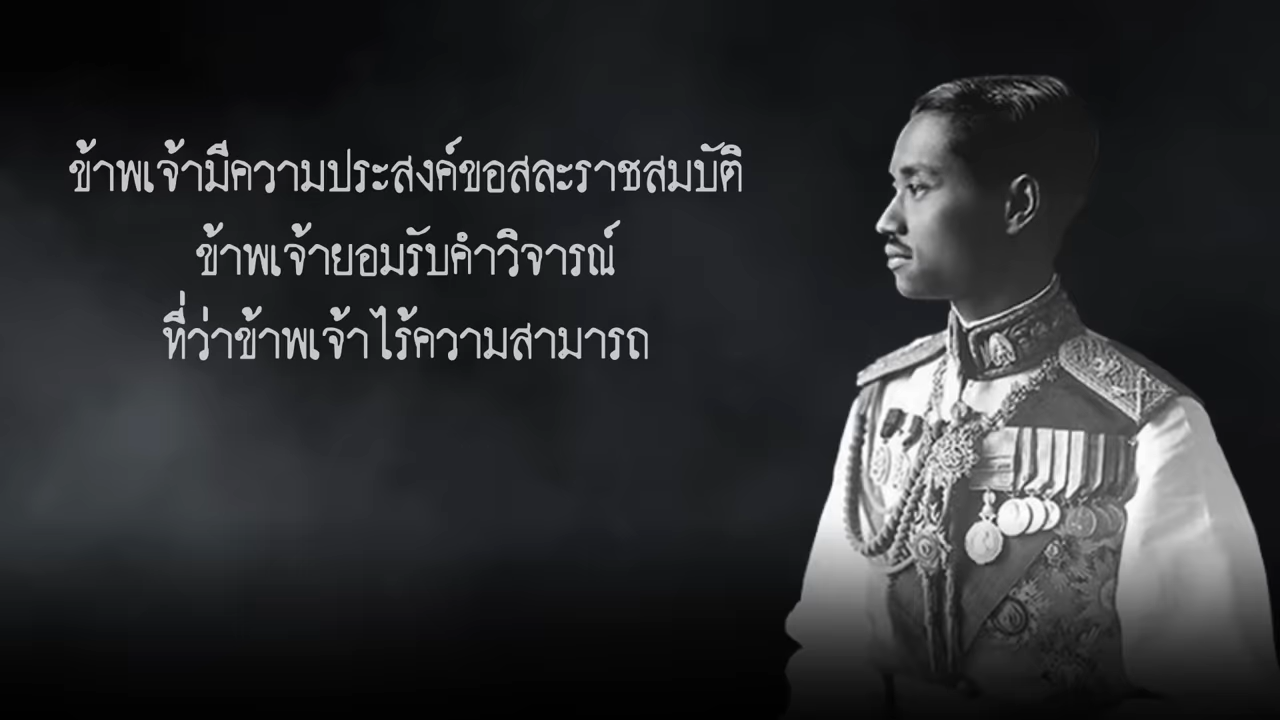 ข้าพเจ้ามีความประสงค์ขอสละราชสมบัติ
ข้าพเจ้ายอมรับคำวิจารณ์
ที่ว่าข้าพเจ้าไร้ความสามารถ